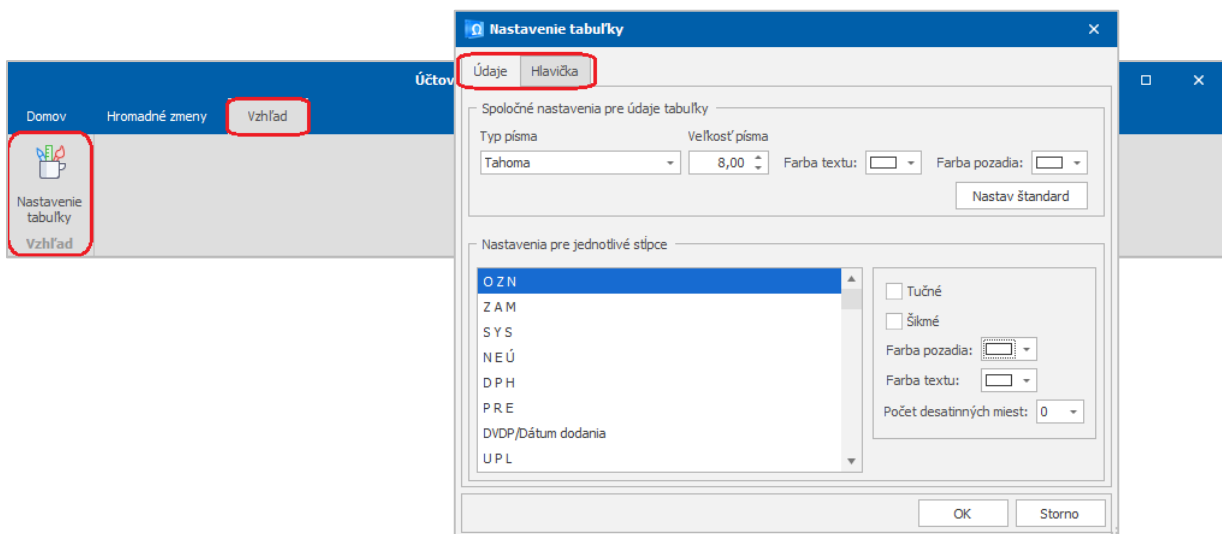 Nastavenie tabuľky
Údaje Hlavička
Účtov
Domov Hromadné zmeny Vzhľad
Nastavenie
tabuľky
Vzhľad
Spoločné nastavenia pre údaje tabuľky
Typ písma Veľkosť písma
Tahoma 8,00 Farba textu: Farba pozadia:
Nastav štandard
Nastavenia pre jednotlivé stĺpce
O Z N
Z A M
S Y S
N E Ú
D P H
P R E
DVDP/Dátum dodania
U P L
Tučné
Šikmé
Farba pozadia:
Farba textu:
Počet desatinných miest: 0
OK Storno